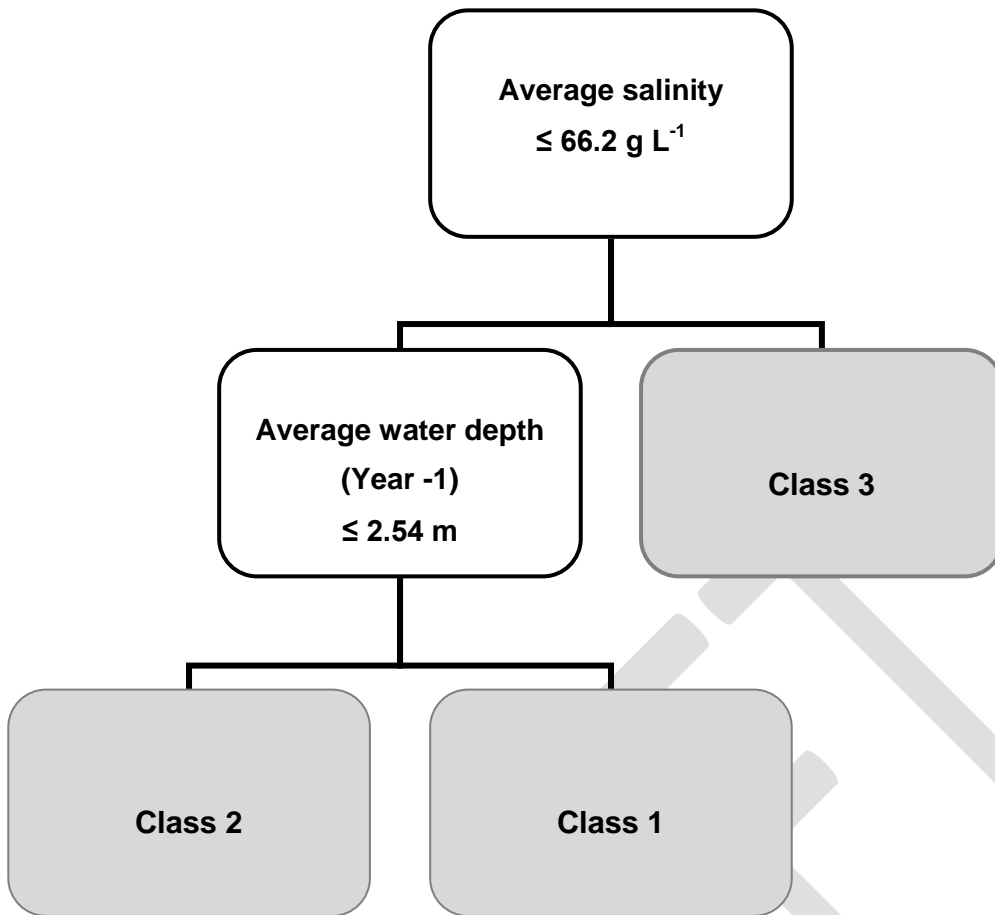 Average salinity
≤ 66.2 g L⁻¹
Average water depth
(Year -1)
≤ 2.54 m
Class 3
Class 2
Class 1